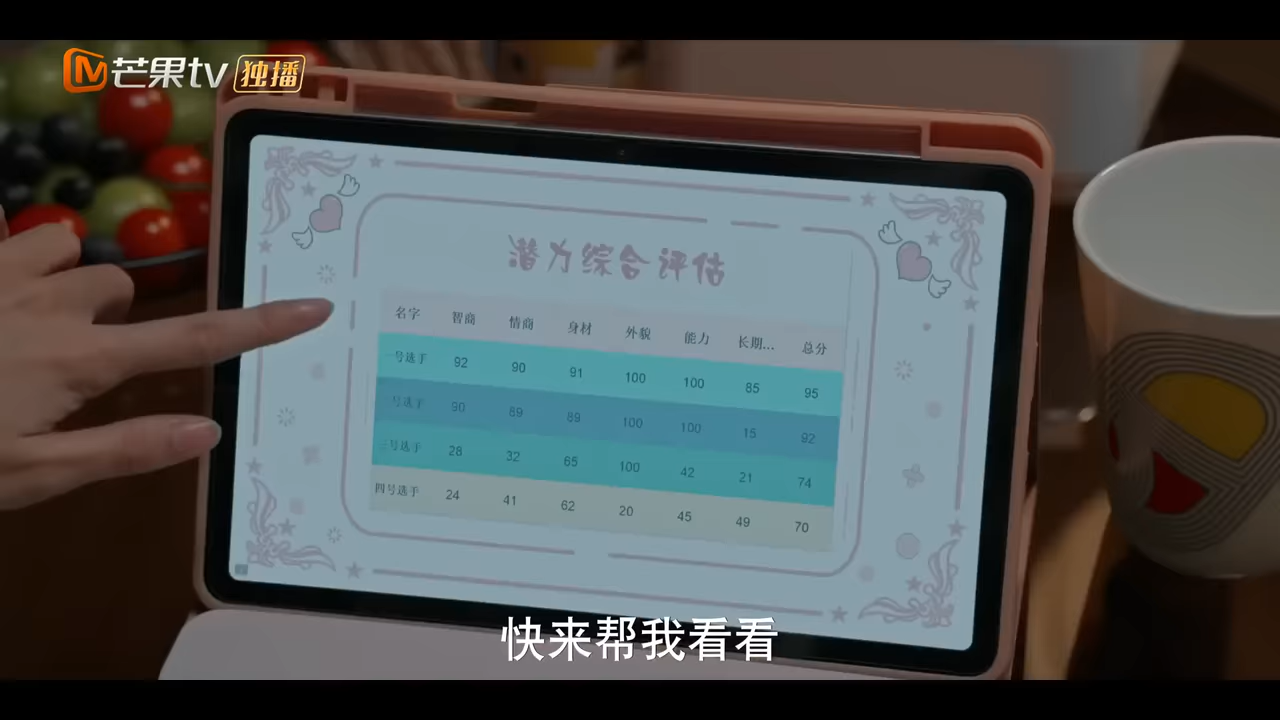 芒果tv 独播
潜力综合评估
名字 智商 情商 身材 外貌 能力 长期... 总分
一号选手 92 90 91 100 100 85 95
号选手 90 89 89 100 100 15 92
三号选手 28 32 65 100 42 21 74
四号选手 24 41 62 20 45 49 70
快来帮我看看